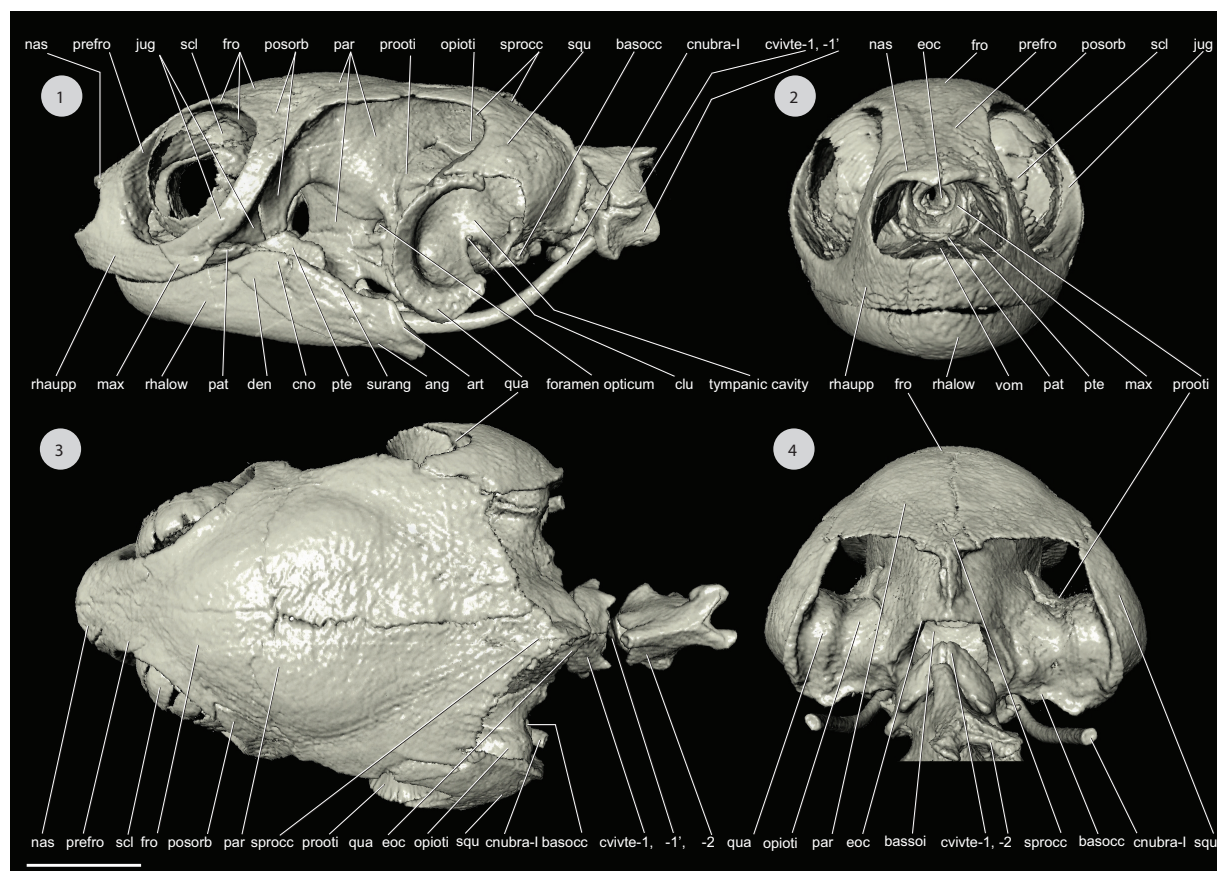 nas prefro jug scl fro posorb par prooti opioti sprocc squ basocc cnubra-I cvivte-1, -1’ nas eoc fro prefro posorb scl jug
1
2
rhaupp max rhalow pat den cno pte surang ang art qua foramen opticum clu tympanic cavity rhaupp fro rhalow vom pat pte max prooti
3
4
nas prefro scl fro posorb par sprocc prooti qua eoc opioti squ cnubra-I basocc cvivte-1, -1’, -2 qua opioti par eoc bassoi cvivte-1, -2 sprocc basocc cnubra-I squ